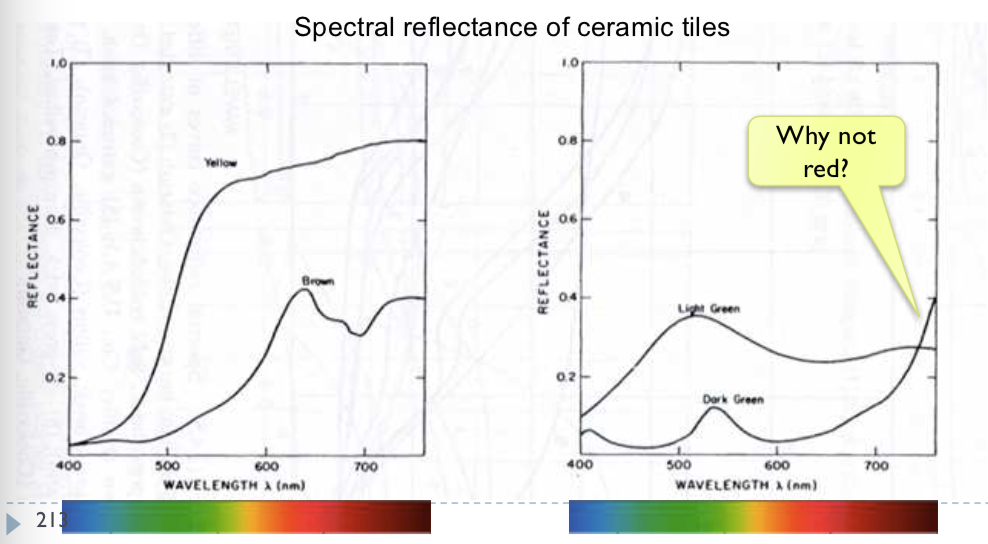 Spectral reflectance of ceramic tiles
1.0
0.8
0.6
0.4
0.2
REFLECTANCE
Yellow
Brown
400 500 600 700
WAVELENGTH λ (nm)
1.0
0.8
0.6
0.4
0.2
REFLECTANCE
Light Green
Dark Green
400 500 600 700
WAVELENGTH λ (nm)
Why not
red?
213